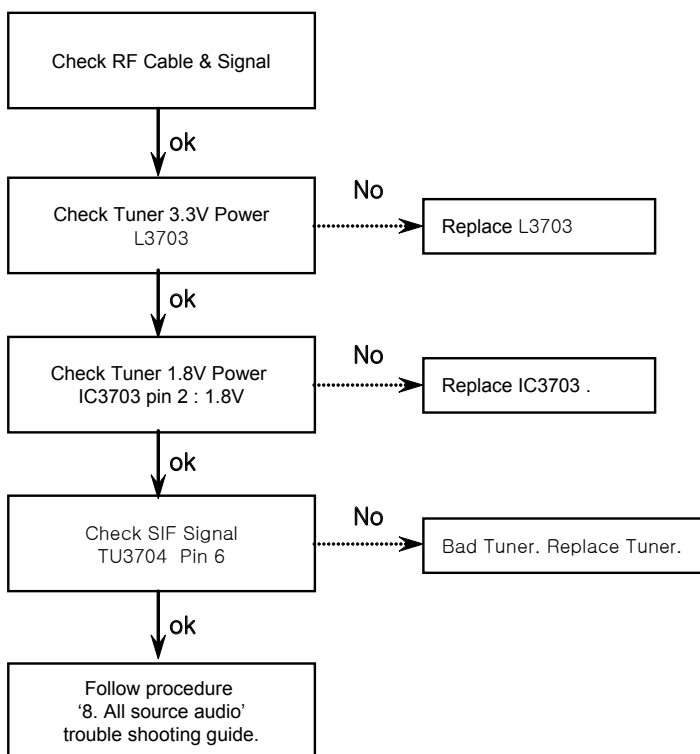 Check RF Cable & Signal
ok
Check Tuner 3.3V Power
L3703
No
Replace L3703
ok
Check Tuner 1.8V Power
IC3703 pin 2 : 1.8V
No
Replace IC3703 .
ok
Check SIF Signal
TU3704 Pin 6
No
Bad Tuner. Replace Tuner.
ok
Follow procedure
‘8. All source audio’
trouble shooting guide.